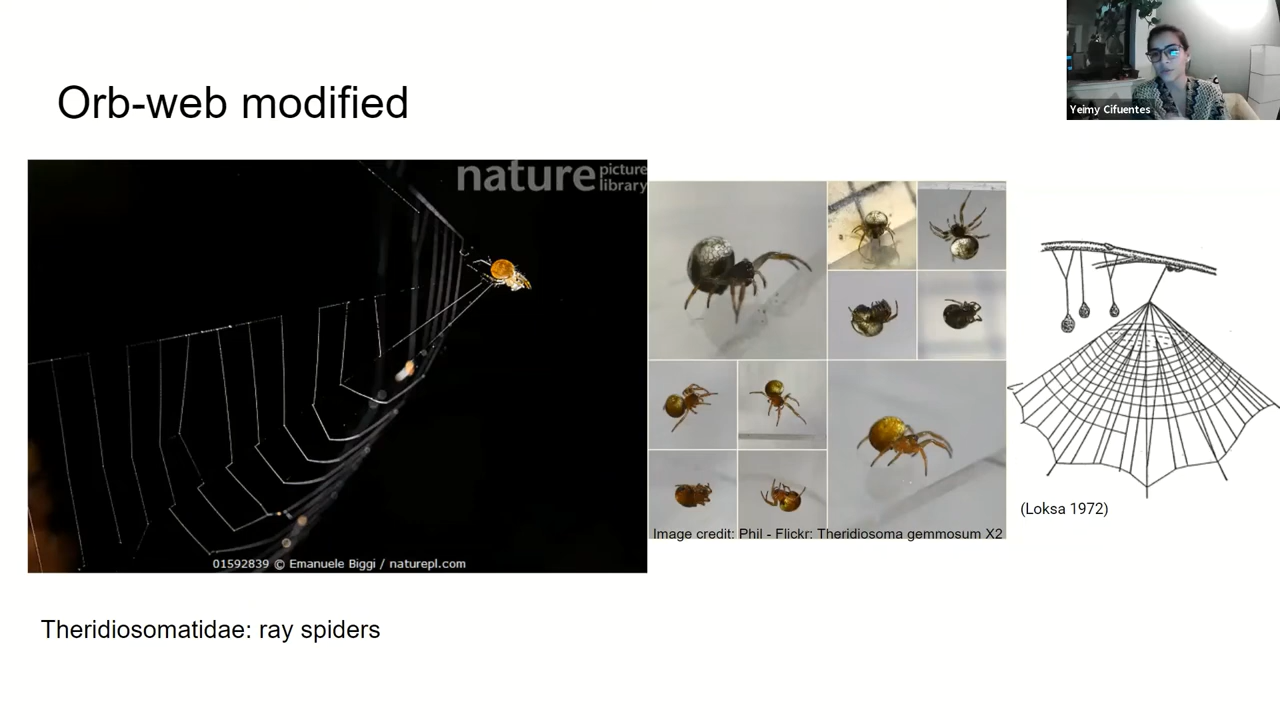 Yeimy Cifuentes
Orb-web modified
nature picture
library
(Loksa 1972)
Image credit: Phil - Flickr: Theridiosoma gemmosum X2
01592839 © Emanuele Biggi / naturepl.com
Theridiosomatidae: ray spiders